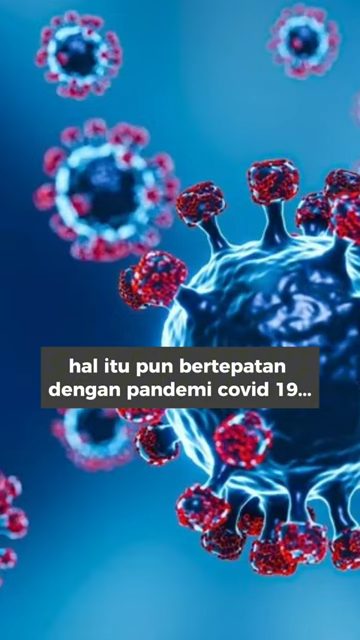 hal itu pun bertepatan
dengan pandemi covid 19...